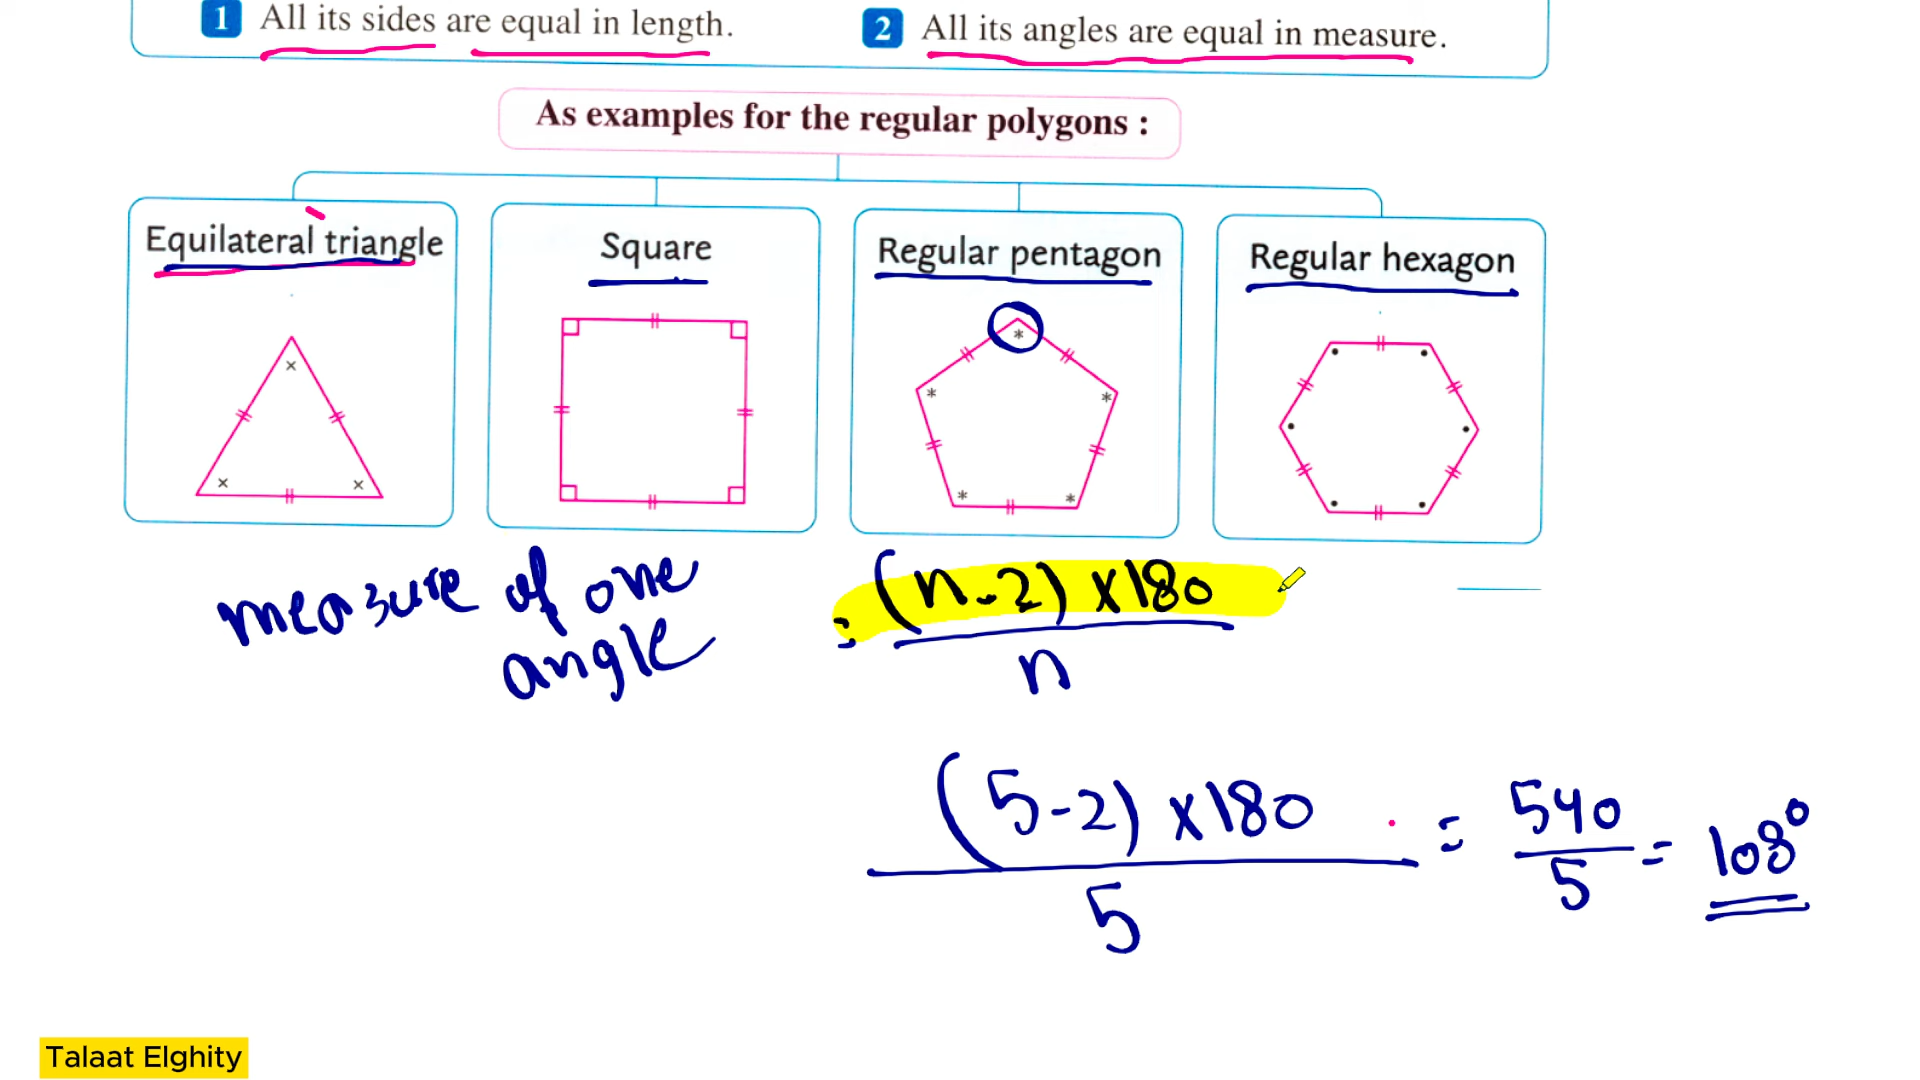 1 All its sides are equal in length.
2 All its angles are equal in measure.
As examples for the regular polygons :
Equilateral triangle
Square
Regular pentagon
Regular hexagon
measure of one
angle
= (n-2) x180
n
(5-2) x180
5
= 540
5
= 108°
Talaat Elghity